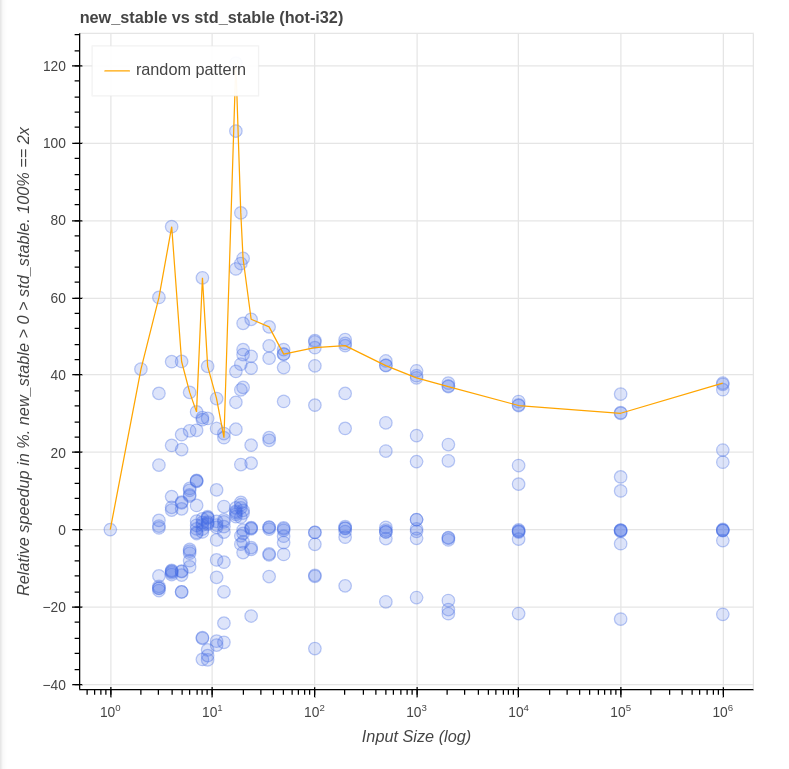 new_stable vs std_stable (hot-i32)
random pattern
Relative speedup in %. new_stable > 0 > std_stable. 100% == 2x
120
100
80
60
40
20
0
−20
−40
10⁰ 10¹ 10² 10³ 10⁴ 10⁵ 10⁶
Input Size (log)